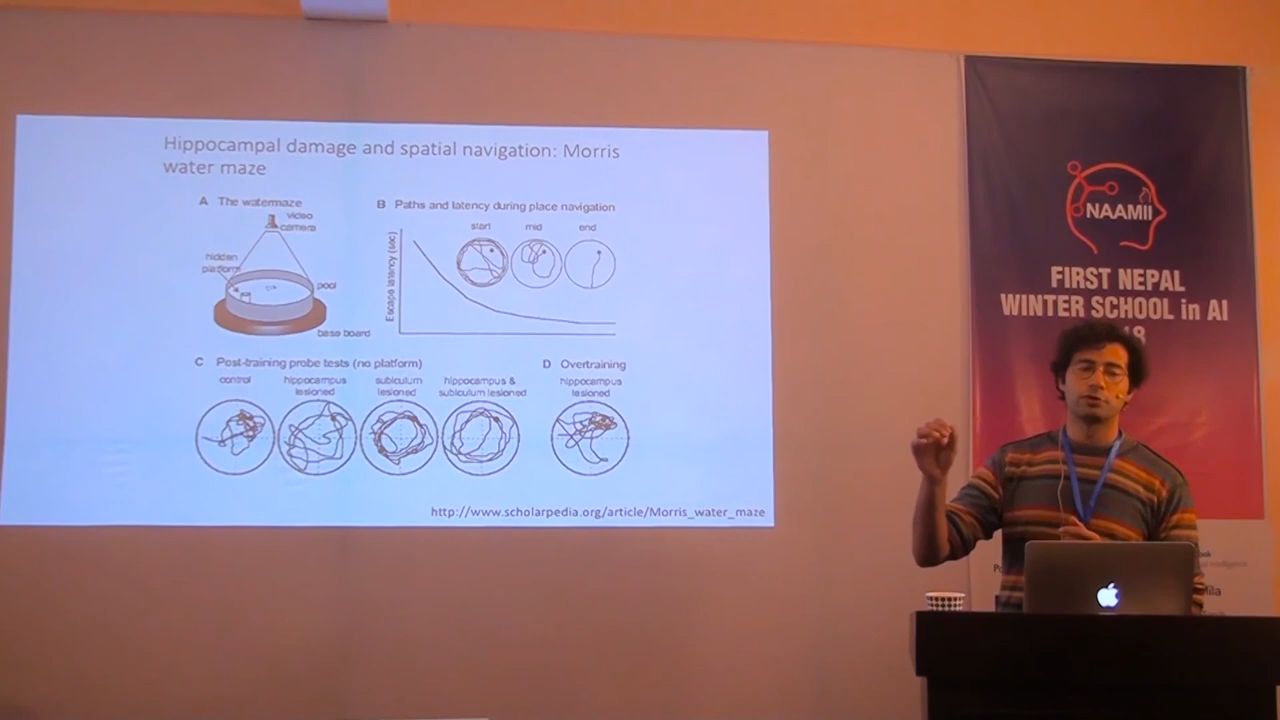 Hippocampal damage and spatial navigation: Morris
water maze
A The watermaze
video
camera
hidden
platform
pool
base board
B Paths and latency during place navigation
Escape latency (sec)
start
mid
end
C Post-training probe tests (no platform)
control
hippocampus
lesioned
subiculum
lesioned
hippocampus &
subiculum lesioned
D Overtraining
hippocampus
lesioned
http://www.scholarpedia.org/article/Morris_water_maze
NAAMII
FIRST NEPAL
WINTER SCHOOL in AI
8